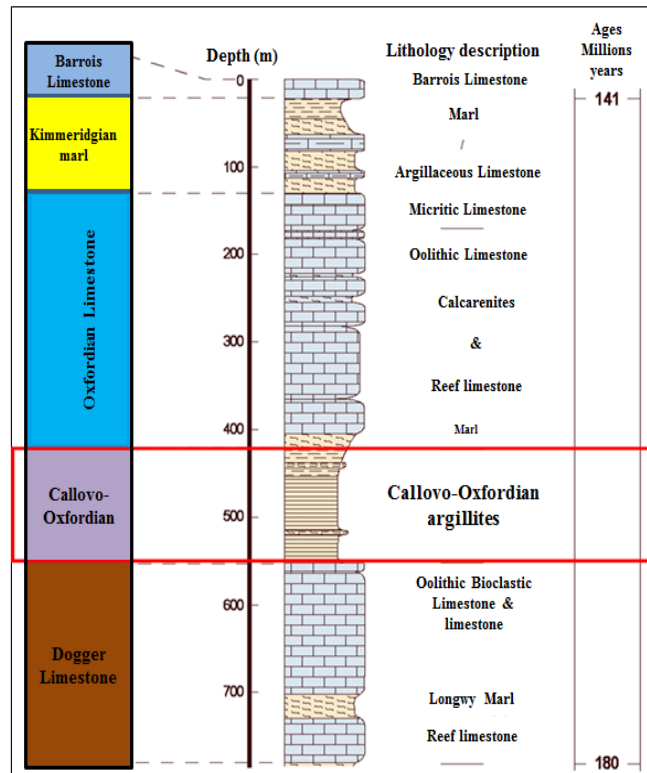 Barrois
Limestone
Kimmeridgian
marl
Oxfordian Limestone
Callovo-
Oxfordian
Dogger
Limestone
Depth (m)
0
100
200
300
400
500
600
700
Lithology description
Barrois Limestone
Marl
/
Argillaceous Limestone
Micritic Limestone
Oolithic Limestone
Calcarenites
&
Reef limestone
Marl
Callovo-Oxfordian
argillites
Oolithic Bioclastic
Limestone &
limestone
Longwy Marl
Reef limestone
Ages
Millions
years
141
180